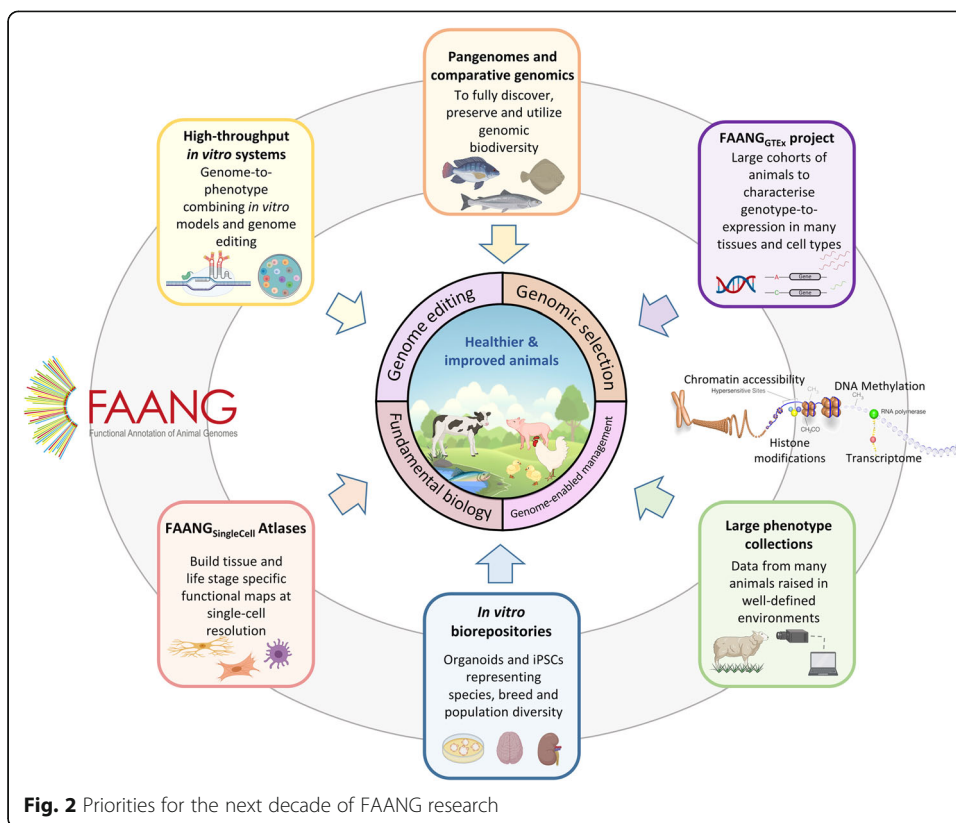 Pangenomes and
comparative genomics
To fully discover,
preserve and utilize
genomic
biodiversity
High-throughput
in vitro systems
Genome-to-
phenotype
combining in vitro
models and genome
editing
FAANGGTEx project
Large cohorts of
animals to
characterise
genotype-to-
expression in many
tissues and cell types
A
Gene
C
Gene
Genome editing
Genomic selection
Healthier &
improved animals
Fundamental biology
Genome-enabled management
FAANG
Functional Annotation of Animal Genomes
Chromatin accessibility
Hypersensitive Sites
CH3
CH3CO
DNA Methylation
CH3
RNA polymerase
Histone
modifications
Transcriptome
FAANGSingleCell Atlases
Build tissue and
life stage specific
functional maps at
single-cell
resolution
In vitro
biorepositories
Organoids and iPSCs
representing
species, breed and
population diversity
Large phenotype
collections
Data from many
animals raised in
well-defined
environments
Fig. 2 Priorities for the next decade of FAANG research